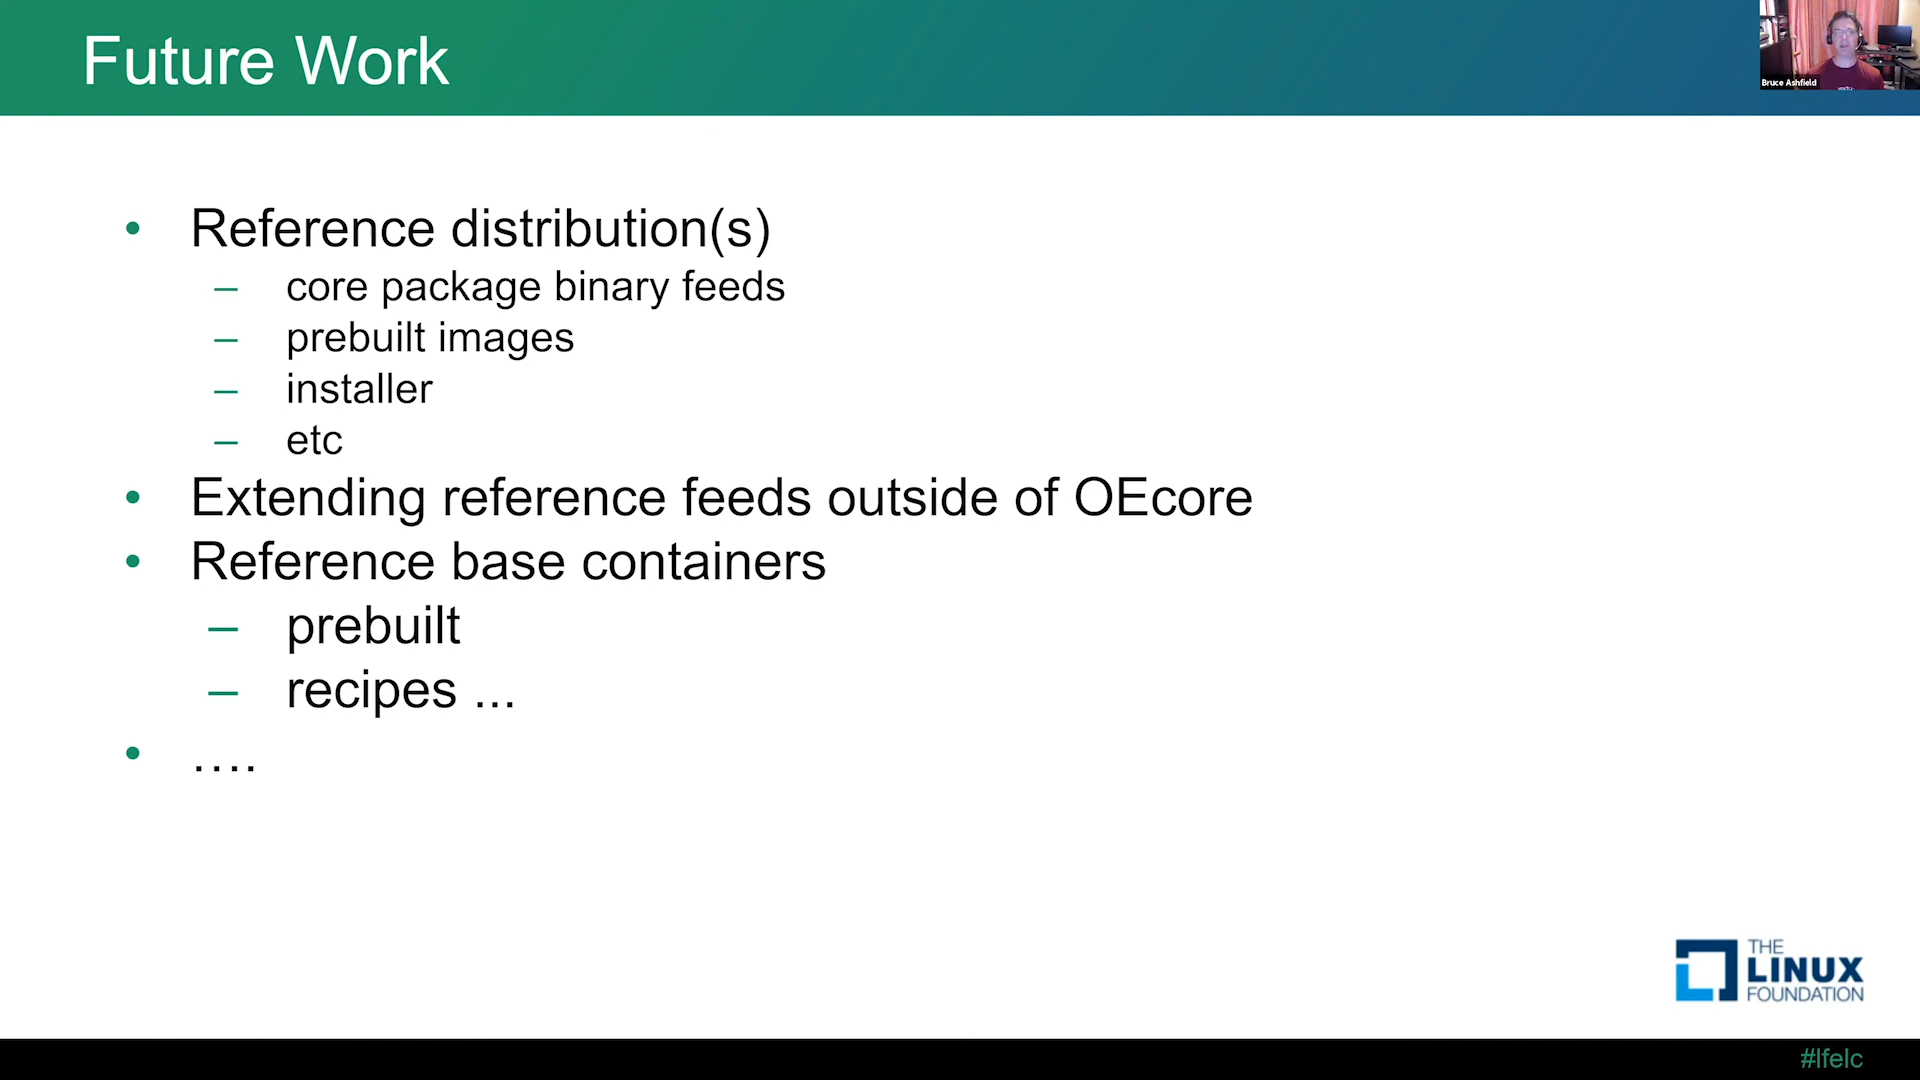 Future Work
Bruce Ashfield
• Reference distribution(s)
– core package binary feeds
– prebuilt images
– installer
– etc
• Extending reference feeds outside of OEcore
• Reference base containers
– prebuilt
– recipes ...
• ....
THE
LINUX
FOUNDATION
#lfelc